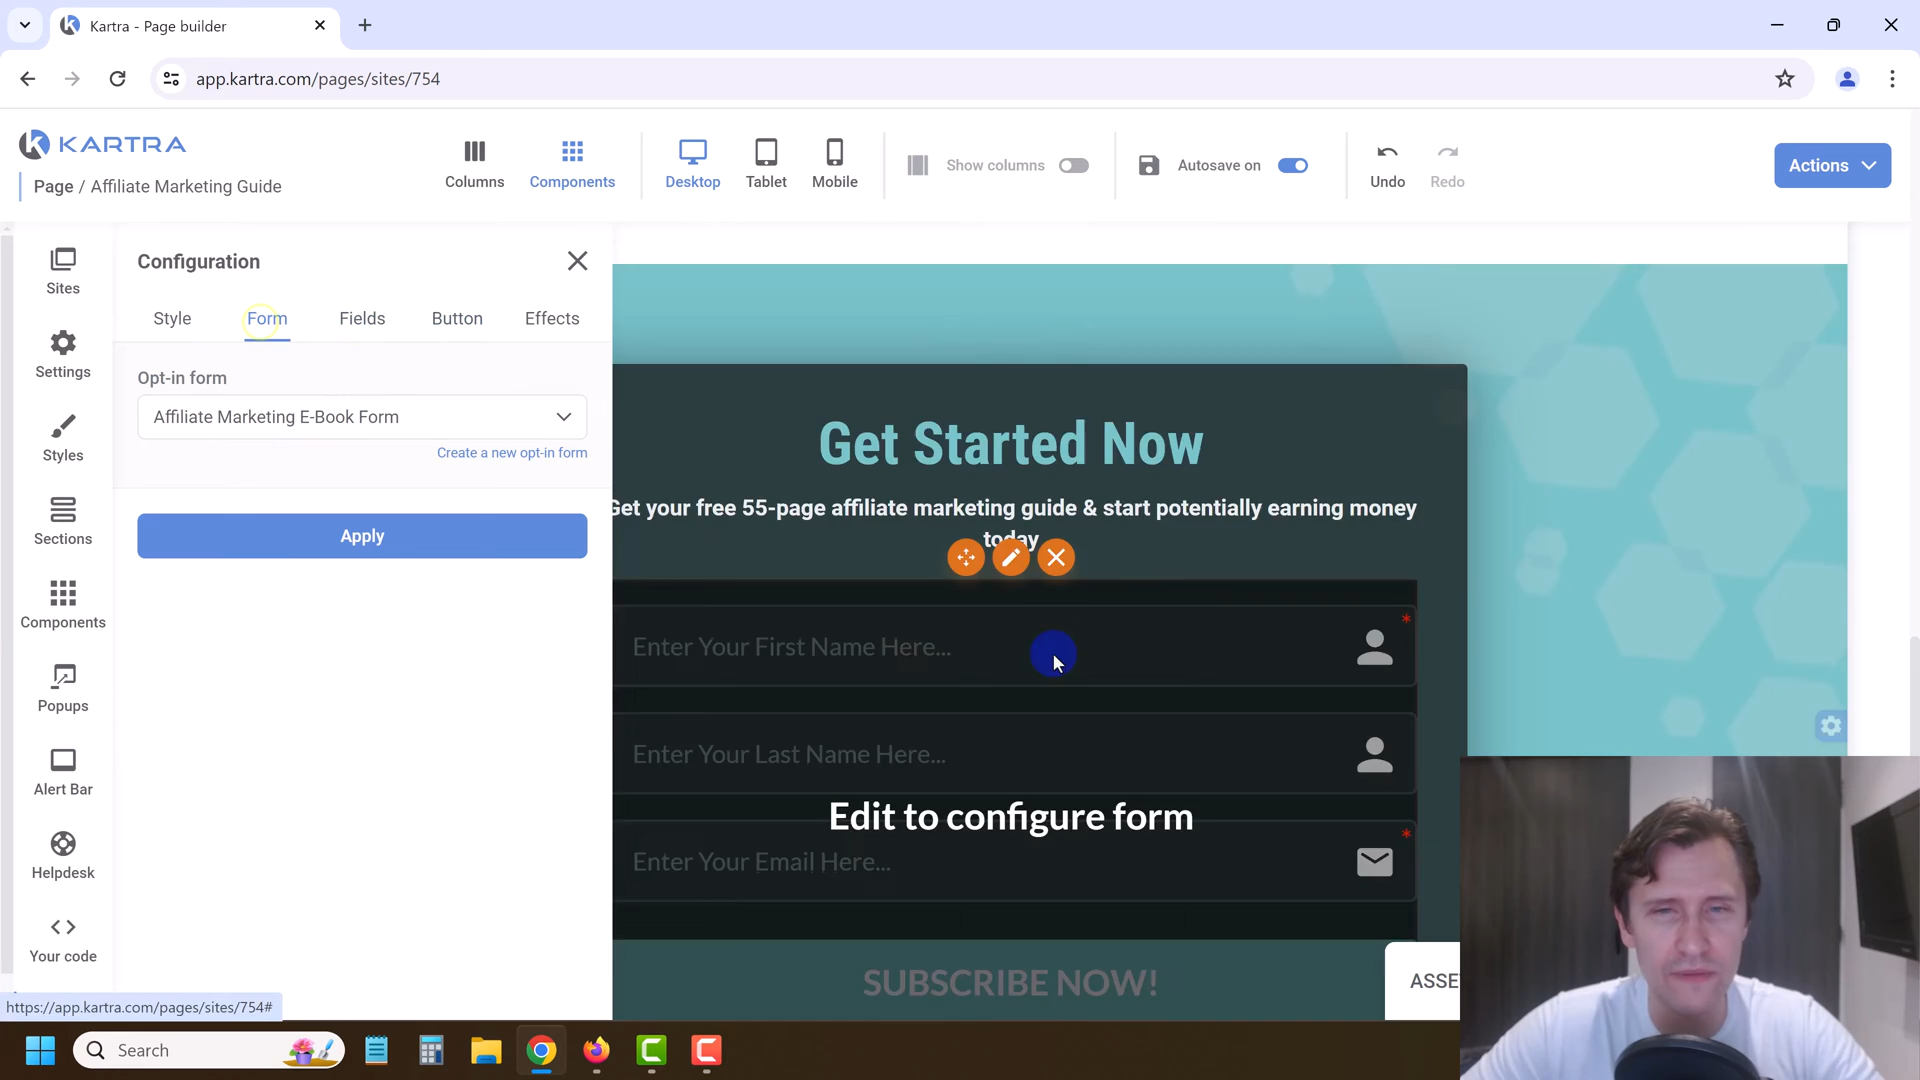 Kartra - Page builder
app.kartra.com/pages/sites/754
KARTRA
Page / Affiliate Marketing Guide
Columns
Components
Desktop
Tablet
Mobile
Show columns
Autosave on
Undo
Redo
Actions
Sites
Settings
Styles
Sections
Components
Popups
Alert Bar
Helpdesk
Your code
Configuration
Style
Form
Fields
Button
Effects
Opt-in form
Affiliate Marketing E-Book Form
Create a new opt-in form
Apply
Get Started Now
Get your free 55-page affiliate marketing guide & start potentially earning money
today
Enter Your First Name Here...
*
Enter Your Last Name Here...
Edit to configure form
Enter Your Email Here...
*
SUBSCRIBE NOW!
ASSE
https://app.kartra.com/pages/sites/754#
Search